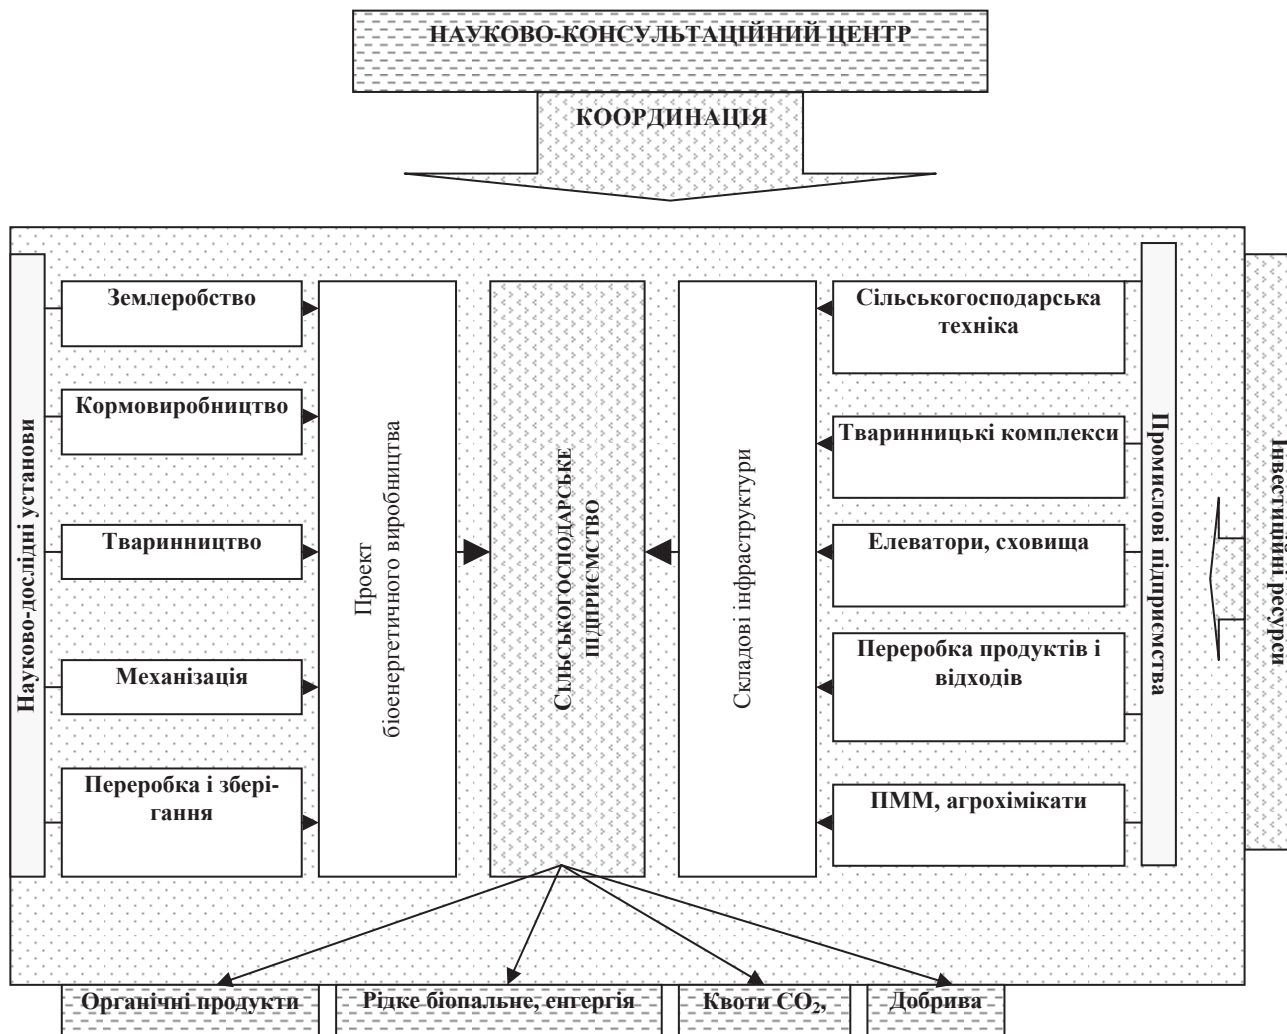 НАУКОВО-КОНСУЛЬТАЦІЙНИЙ ЦЕНТР
КООРДИНАЦІЯ
Науково-дослідні установи
Землеробство
Кормовиробництво
Тваринництво
Механізація
Переробка і збері-
гання
Проект
біоенергетичного виробництва
СІЛЬСЬКОГОСПОДАРСЬКЕ
ПІДПРИЄМСТВО
Складові інфраструктури
Сільськогосподарська
техніка
Тваринницькі комплекси
Елеватори, сховища
Переробка продуктів і
відходів
ПММ, агрохімікати
Промислові підприємства
Інвестиційні ресурси
Органічні продукти
Рідке біопальне, енгергія
Квоти CO₂,
Добрива